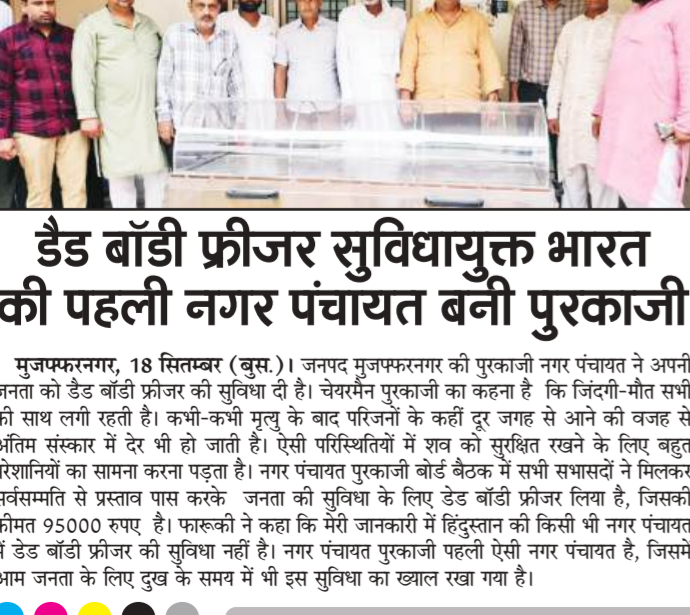 डैड बॉडी फ्रीजर सुविधायुक्त भारत
की पहली नगर पंचायत बनी पुरकाजी
मुजफ्फरनगर, 18 सितम्बर (बुस.)। जनपद मुजफ्फरनगर की पुरकाजी नगर पंचायत ने अपनी
जनता को डैड बॉडी फ्रीजर की सुविधा दी है। चेयरमैन पुरकाजी का कहना है कि जिंदगी-मौत सभी
की साथ लगी रहती है। कभी-कभी मृत्यु के बाद परिजनों के कहीं दूर जगह से आने की वजह से
अंतिम संस्कार में देर भी हो जाती है। ऐसी परिस्थितियों में शव को सुरक्षित रखने के लिए बहुत
परेशानियों का सामना करना पड़ता है। नगर पंचायत पुरकाजी बोर्ड बैठक में सभी सभासदों ने मिलकर
सर्वसम्मति से प्रस्ताव पास करके जनता की सुविधा के लिए डेड बॉडी फ्रीजर लिया है, जिसकी
कीमत 95000 रुपए है। फारूकी ने कहा कि मेरी जानकारी में हिंदुस्तान की किसी भी नगर पंचायत
में डेड बॉडी फ्रीजर की सुविधा नहीं है। नगर पंचायत पुरकाजी पहली ऐसी नगर पंचायत है, जिसमें
आम जनता के लिए दुख के समय में भी इस सुविधा का ख्याल रखा गया है।